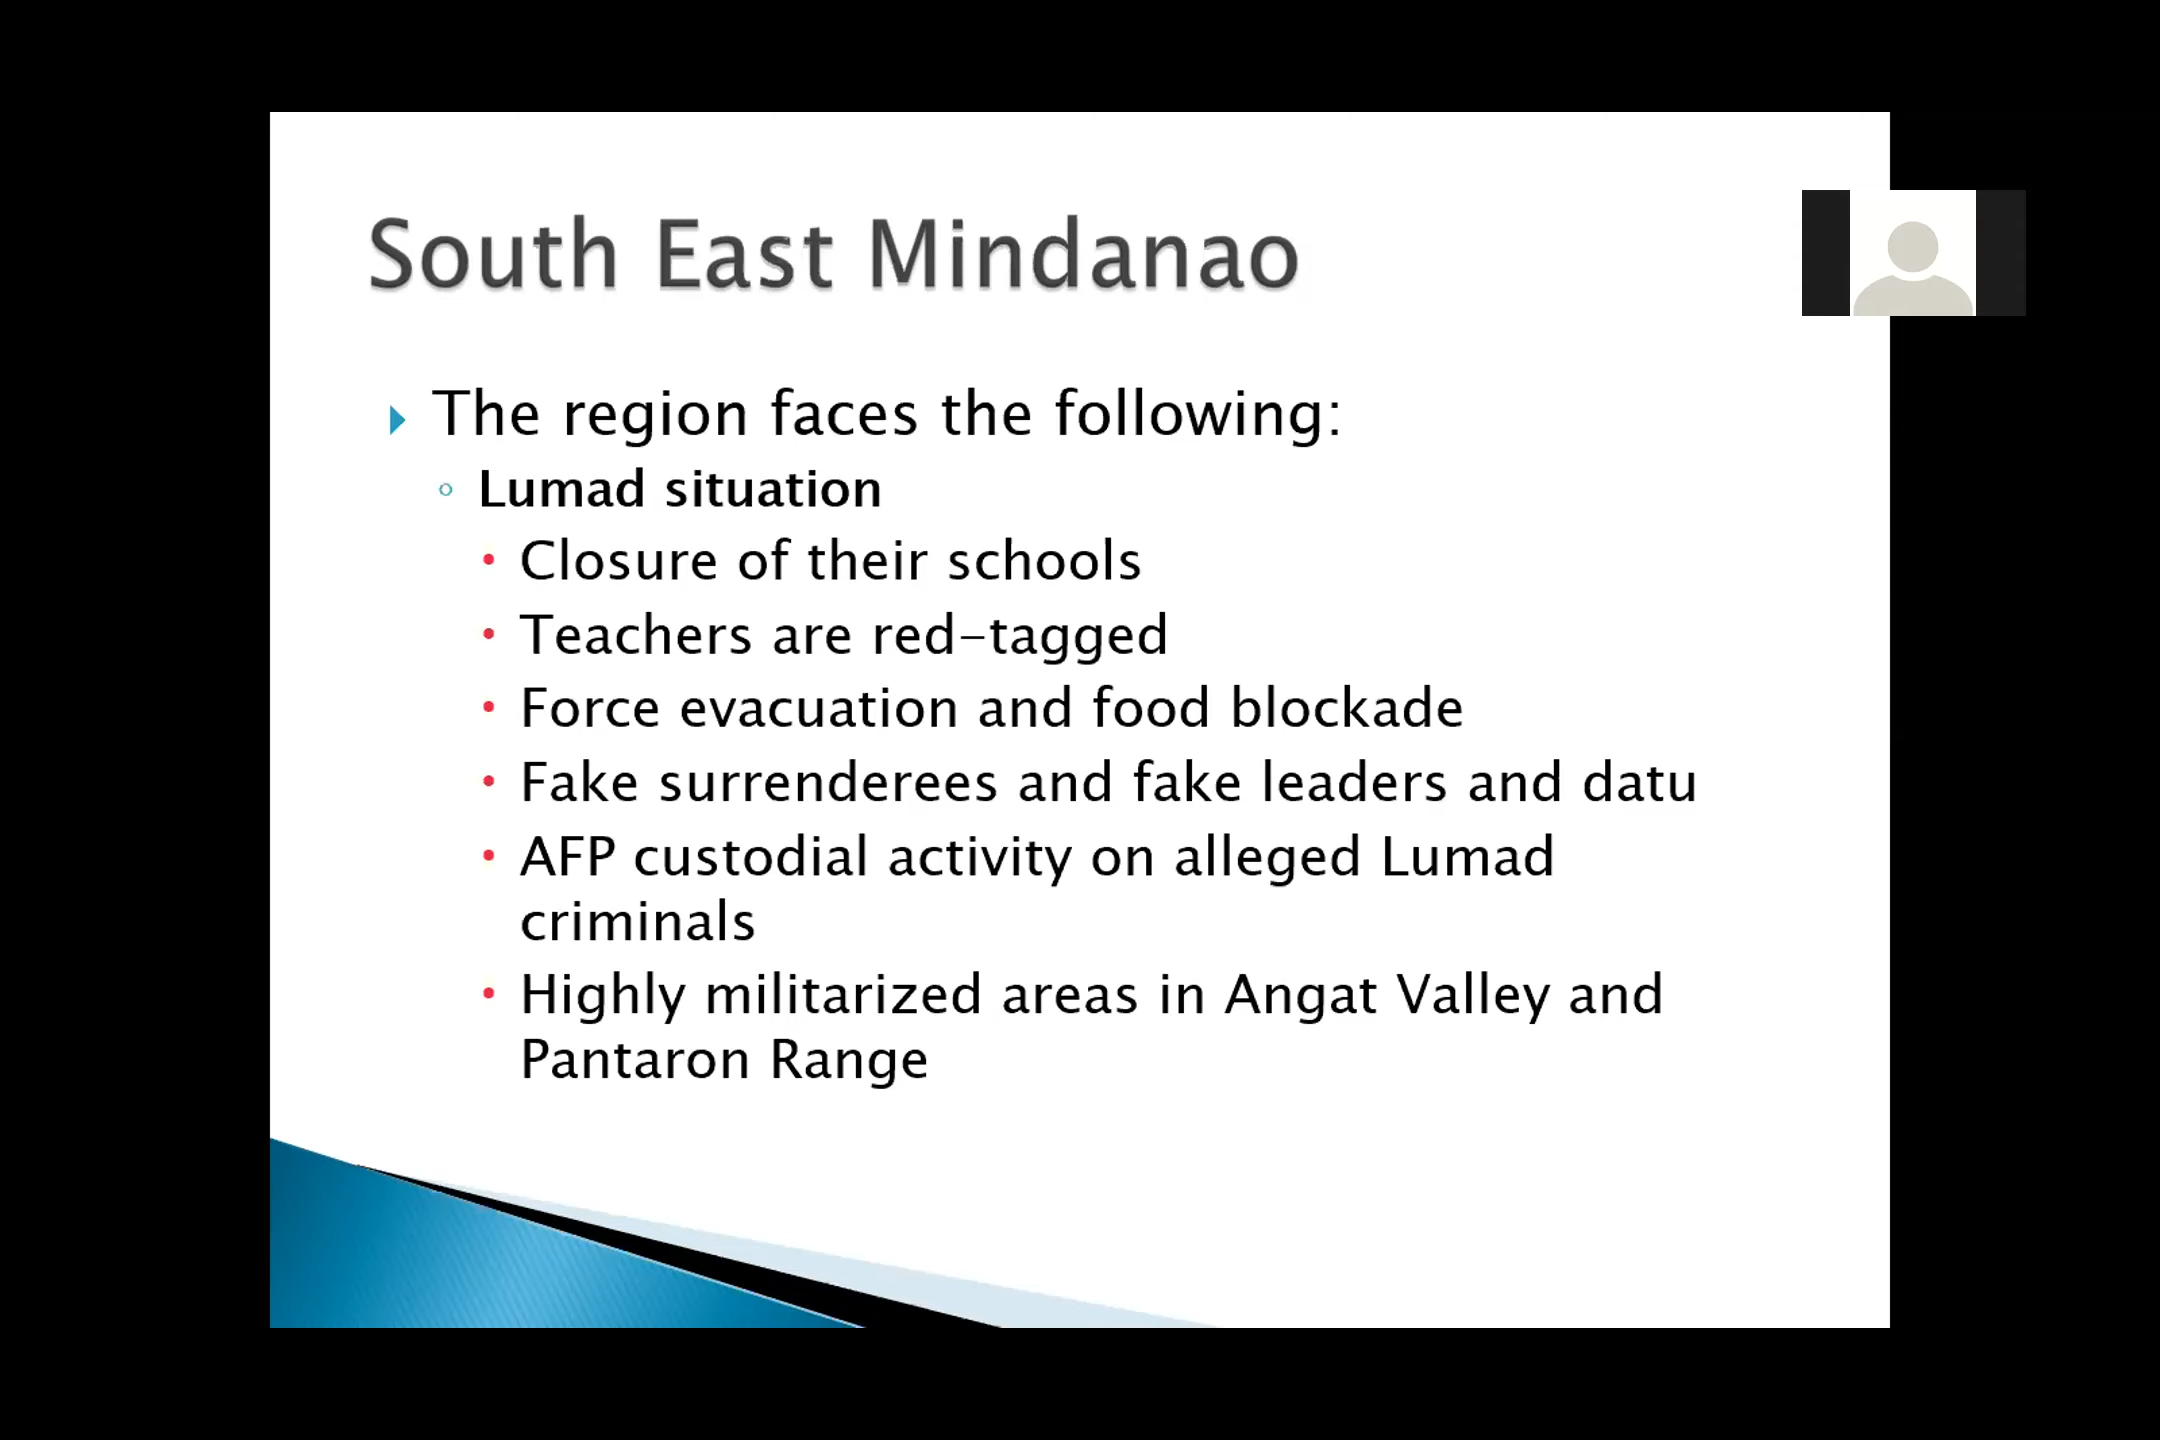 South East Mindanao
The region faces the following:
Lumad situation
Closure of their schools
Teachers are red-tagged
Force evacuation and food blockade
Fake surrenderees and fake leaders and datu
AFP custodial activity on alleged Lumad
criminals
Highly militarized areas in Angat Valley and
Pantaron Range